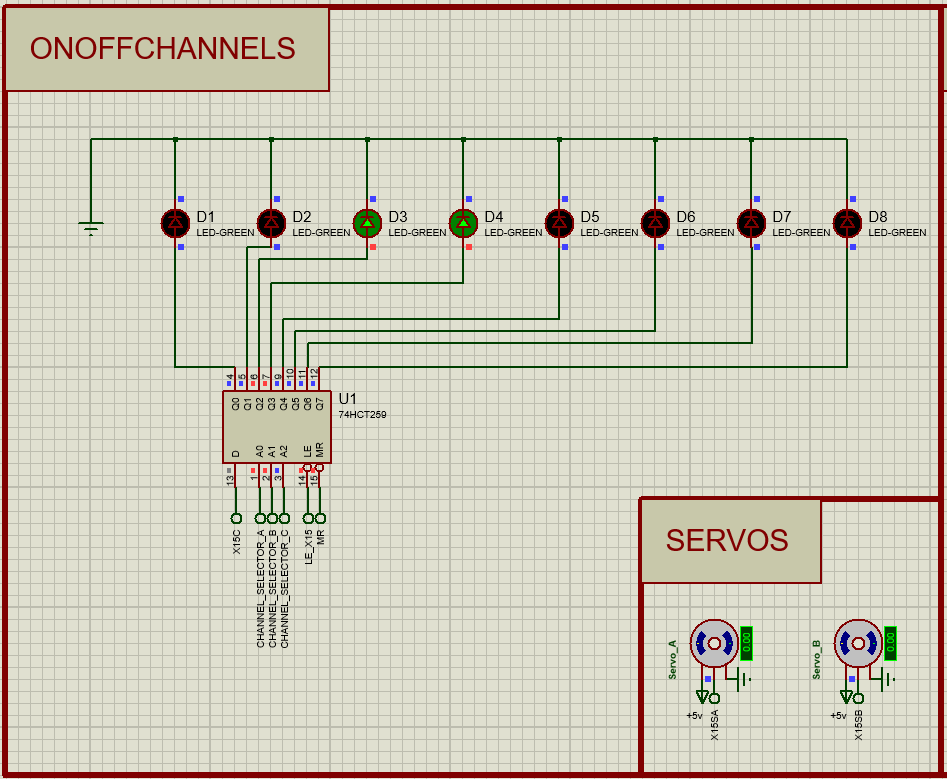 ONOFFCHANNELS
D1
LED-GREEN
D2
LED-GREEN
D3
LED-GREEN
D4
LED-GREEN
D5
LED-GREEN
D6
LED-GREEN
D7
LED-GREEN
D8
LED-GREEN
4 5 6 7 9 10 11 12
Q0 Q1 Q2 Q3 Q4 Q5 Q6 Q7
U1
74HCT259
D A0 A1 A2 LE MR
13 1 2 3 14 15
X15C
CHANNEL_SELECTOR_A
CHANNEL_SELECTOR_B
CHANNEL_SELECTOR_C
LE_X15
MR
SERVOS
Servo_A
0.00
+5v
X15SA
Servo_B
0.00
+5v
X15SB